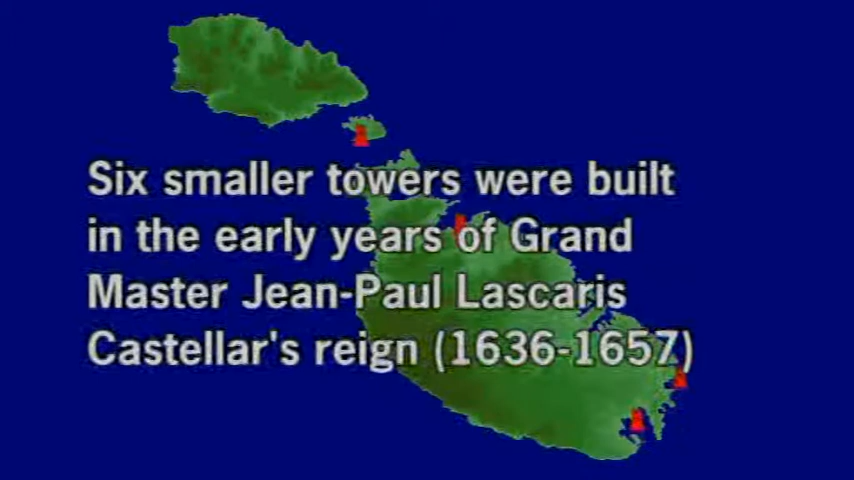 Six smaller towers were built
in the early years of Grand
Master Jean-Paul Lascaris
Castellar's reign (1636-1657)